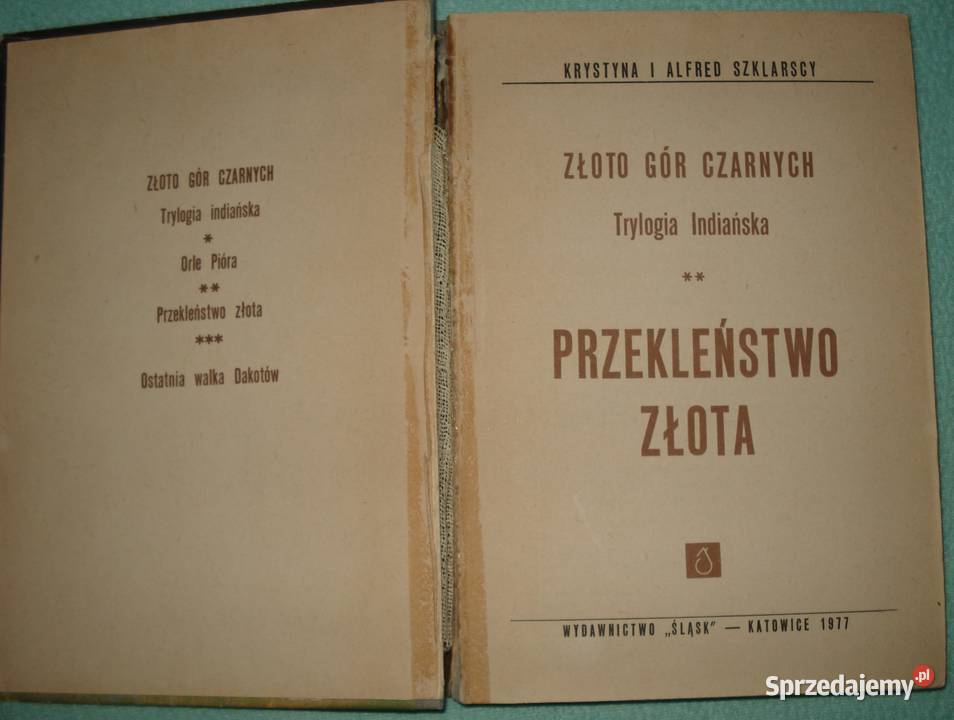 ZŁOTO GÓR CZARNYCH
Trylogia indiańska
*
Orle Pióra
**
Przekleństwo złota
***
Ostatnia walka Dakotów
KRYSTYNA I ALFRED SZKLARSCY
ZŁOTO GÓR CZARNYCH
Trylogia Indiańska
**
PRZEKLEŃSTWO
ZŁOTA
WYDAWNICTWO „ŚLĄSK" — KATOWICE 1977
Sprzedajemy.pl